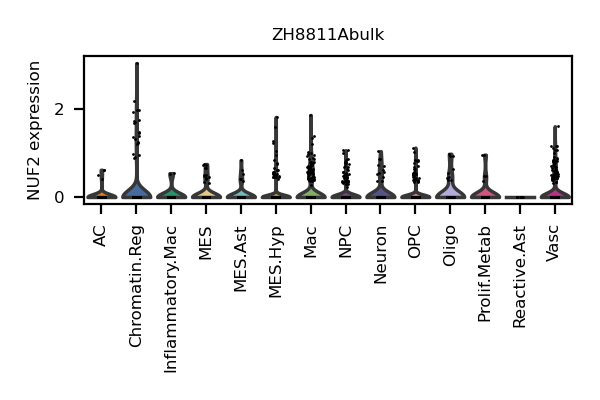 ZH8811Abulk
NUF2 expression
2
0
AC
Chromatin.Reg
Inflammatory.Mac
MES
MES.Ast
MES.Hyp
Mac
NPC
Neuron
OPC
Oligo
Prolif.Metab
Reactive.Ast
Vasc